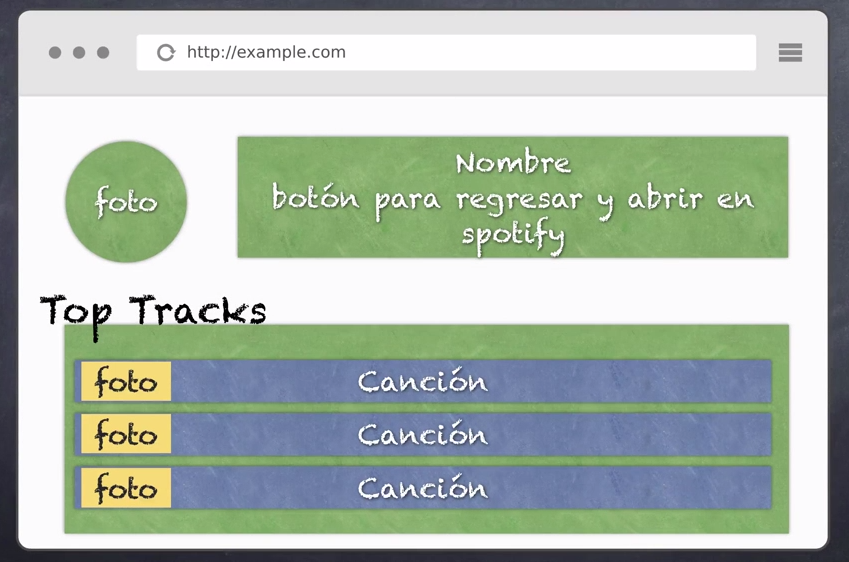 http://example.com
foto
Nombre
botón para regresar y abrir en
spotify
Top Tracks
foto Canción
foto Canción
foto Canción